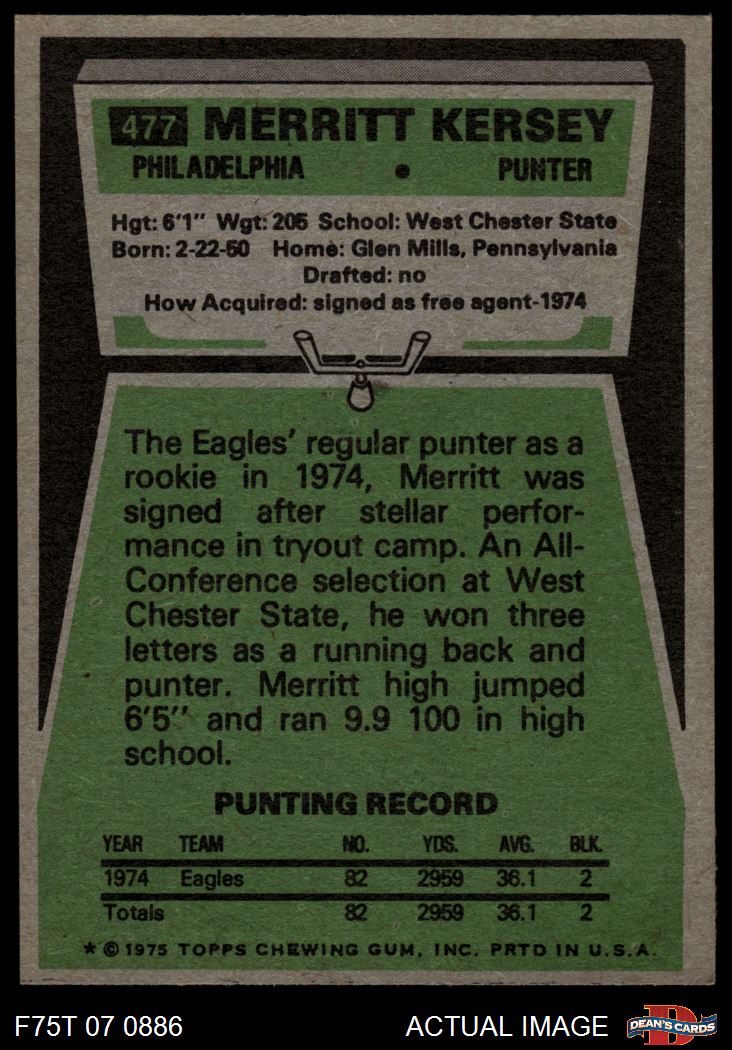 477 MERRITT KERSEY
PHILADELPHIA • PUNTER
Hgt: 6'1" Wgt: 205 School: West Chester State
Born: 2-22-50 Home: Glen Mills, Pennsylvania
Drafted: no
How Acquired: signed as free agent-1974
The Eagles' regular punter as a
rookie in 1974, Merritt was
signed after stellar perfor-
mance in tryout camp. An All-
Conference selection at West
Chester State, he won three
letters as a running back and
punter. Merritt high jumped
6'5" and ran 9.9 100 in high
school.
PUNTING RECORD
YEAR TEAM NO. YDS. AVG. BLK.
1974 Eagles 82 2959 36.1 2
Totals 82 2959 36.1 2
* © 1975 TOPPS CHEWING GUM, INC. PRTD IN U.S.A.
F75T 07 0886 ACTUAL IMAGE DEAN'S CARDS